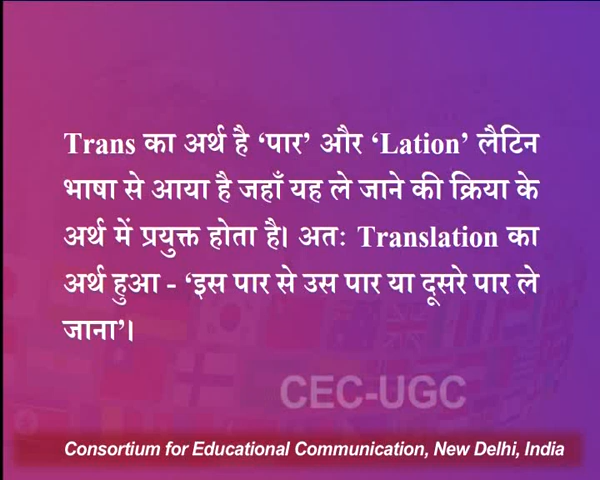 Trans का अर्थ है ‘पार’ और ‘Lation’ लैटिन
भाषा से आया है जहाँ यह ले जाने की क्रिया के
अर्थ में प्रयुक्त होता है। अतः Translation का
अर्थ हुआ - ‘इस पार से उस पार या दूसरे पार ले
जाना’।
CEC-UGC
Consortium for Educational Communication, New Delhi, India